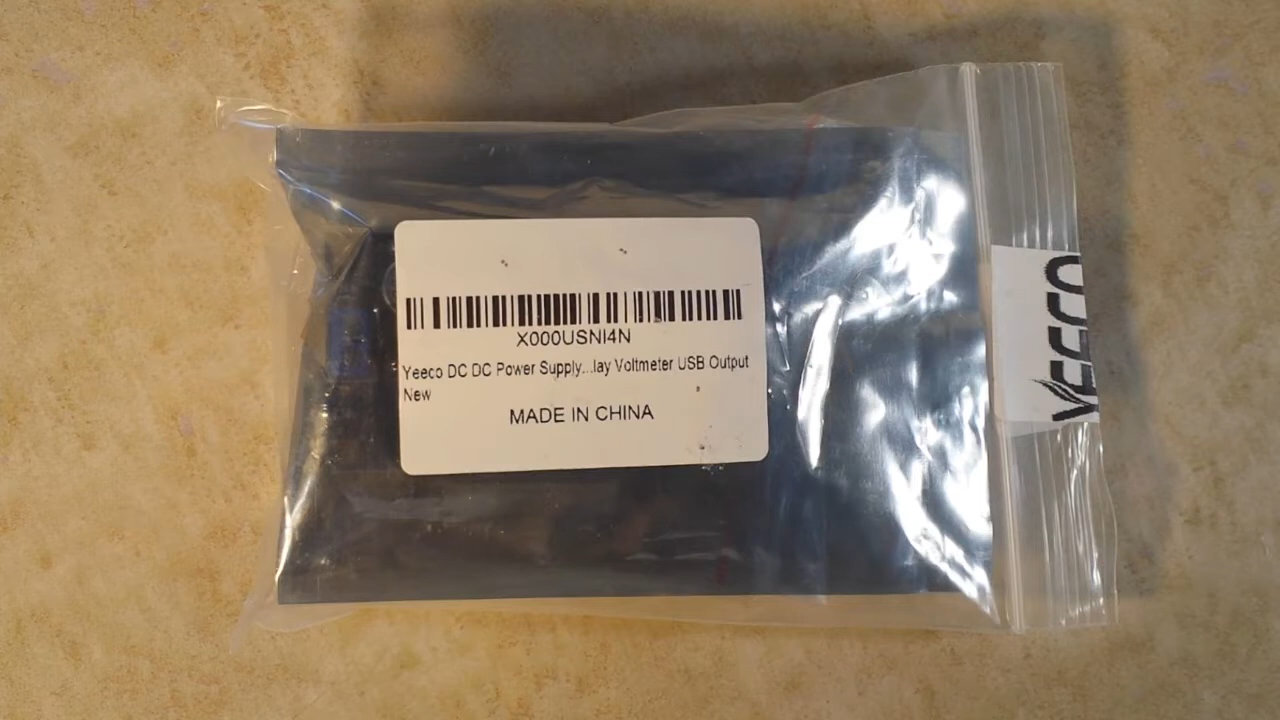 X000USNI4N
Yeeco DC DC Power Supply...lay Voltmeter USB Output
New
MADE IN CHINA
YEECO